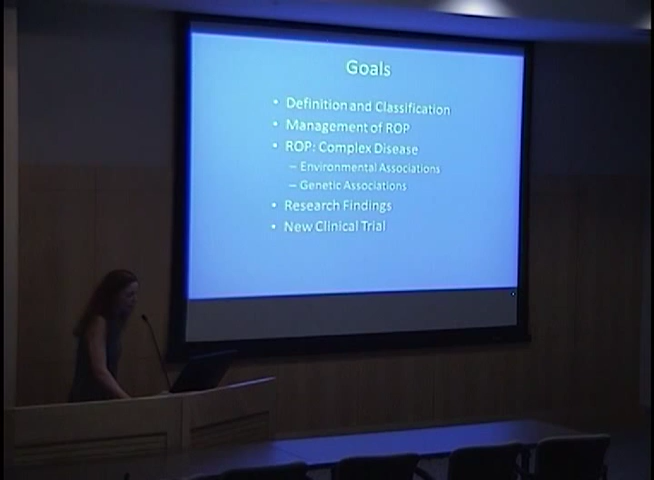 Goals
• Definition and Classification
• Management of ROP
• ROP: Complex Disease
– Environmental Associations
– Genetic Associations
• Research Findings
• New Clinical Trial